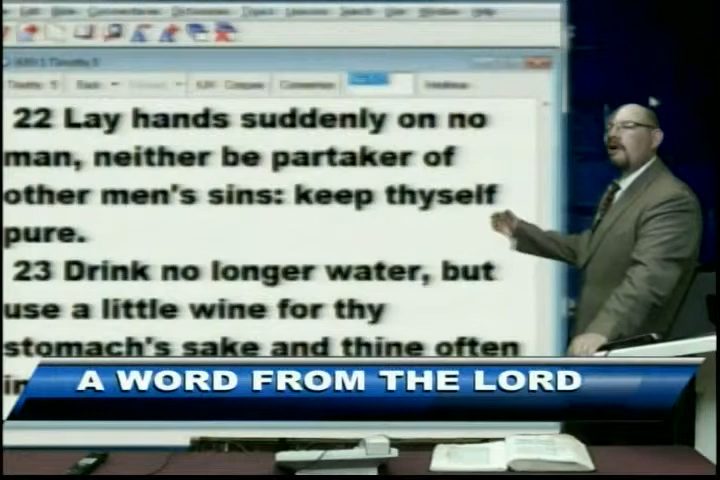 22 Lay hands suddenly on no
man, neither be partaker of
other men's sins: keep thyself
pure.
23 Drink no longer water, but
use a little wine for thy
stomach's sake and thine often
in
A WORD FROM THE LORD